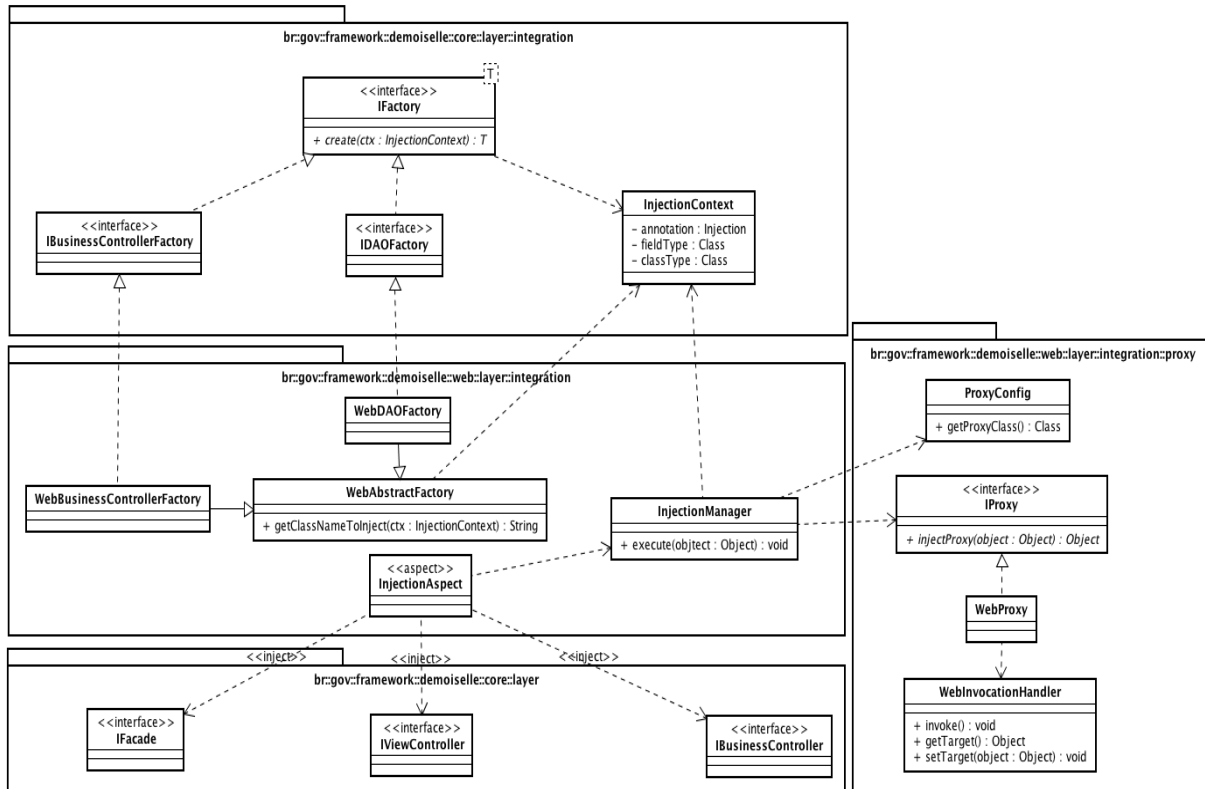 br::gov::framework::demoiselle::core::layer::integration
T
<<interface>>
IFactory
+ create(ctx : InjectionContext) : T
<<interface>>
IBusinessControllerFactory
<<interface>>
IDAOFactory
InjectionContext
– annotation : Injection
– fieldType : Class
– classType : Class
br::gov::framework::demoiselle::web::layer::integration
WebDAOFactory
WebBusinessControllerFactory
WebAbstractFactory
+ getClassNameToInject(ctx : InjectionContext) : String
InjectionManager
+ execute(objtect : Object) : void
<<aspect>>
InjectionAspect
<<inject>>
<<inject>>
<<inject>>
br::gov::framework::demoiselle::core::layer
<<interface>>
IFacade
<<interface>>
IViewController
<<interface>>
IBusinessController
br::gov::framework::demoiselle::web::layer::integration::proxy
ProxyConfig
+ getProxyClass() : Class
<<interface>>
IProxy
+ injectProxy(object : Object) : Object
WebProxy
WebInvocationHandler
+ invoke() : void
+ getTarget() : Object
+ setTarget(object : Object) : void